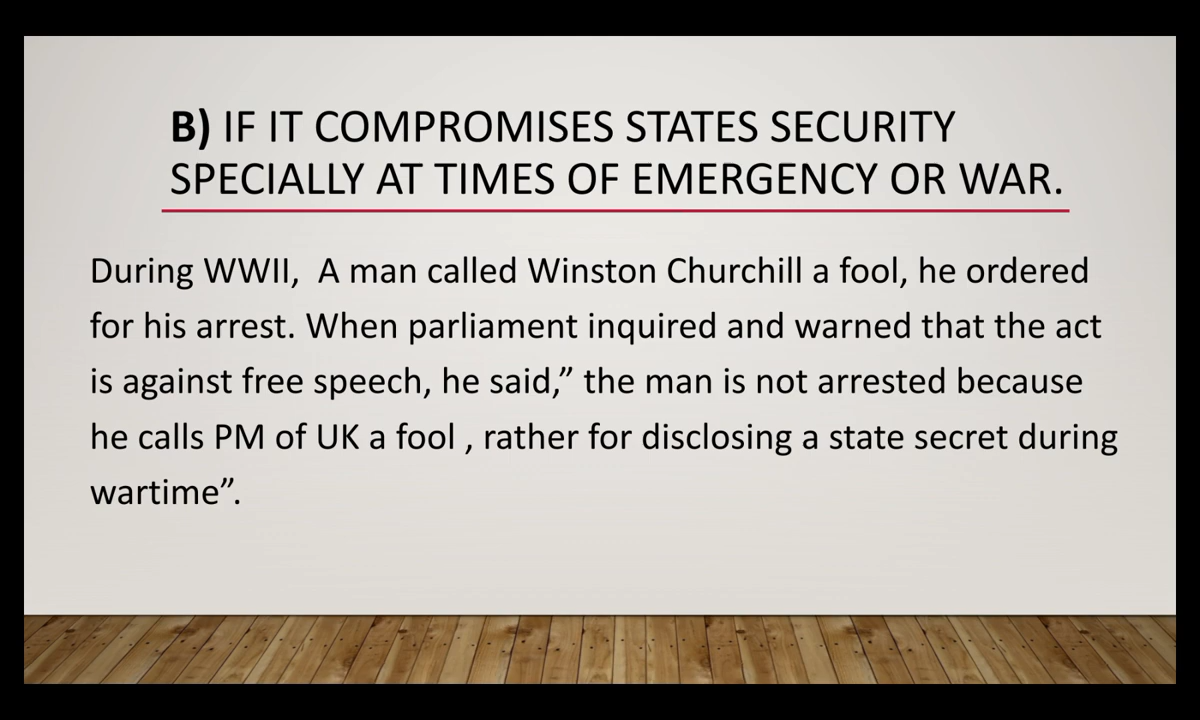 B) IF IT COMPROMISES STATES SECURITY
SPECIALLY AT TIMES OF EMERGENCY OR WAR.
During WWII,  A man called Winston Churchill a fool, he ordered
for his arrest. When parliament inquired and warned that the act
is against free speech, he said,” the man is not arrested because
he calls PM of UK a fool , rather for disclosing a state secret during
wartime”.